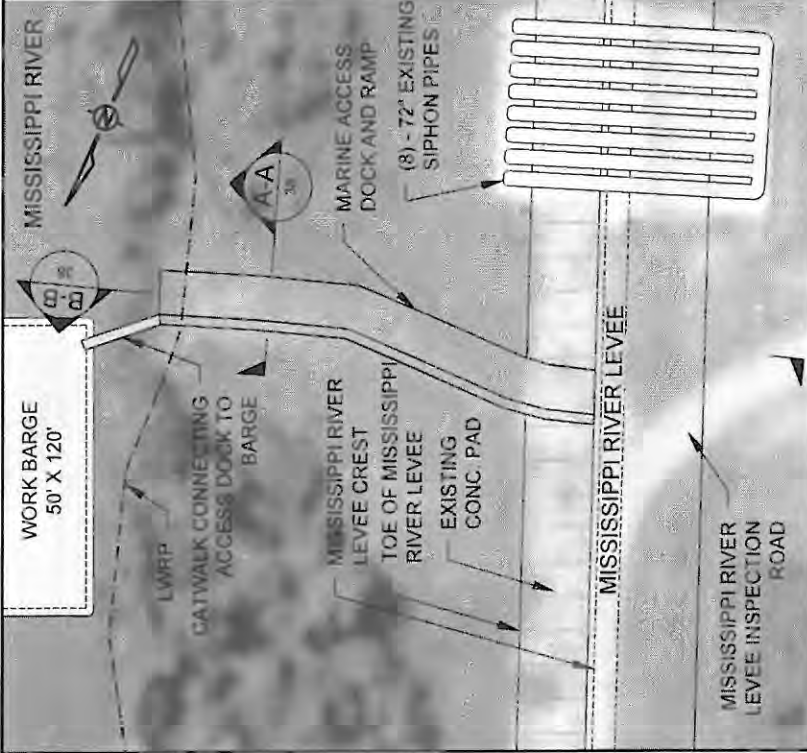 MISSISSIPPI RIVER
N
B-B
38
A-A
38
WORK BARGE
50' X 120'
MARINE ACCESS
DOCK AND RAMP
(8) - 72" EXISTING
SIPHON PIPES
LWRP
CATWALK CONNECTING
ACCESS DOCK TO
BARGE
MISSISSIPPI RIVER
LEVEE CREST
TOE OF MISSISSIPPI
RIVER LEVEE
EXISTING
CONC. PAD
MISSISSIPPI RIVER LEVEE
MISSISSIPPI RIVER
LEVEE INSPECTION
ROAD